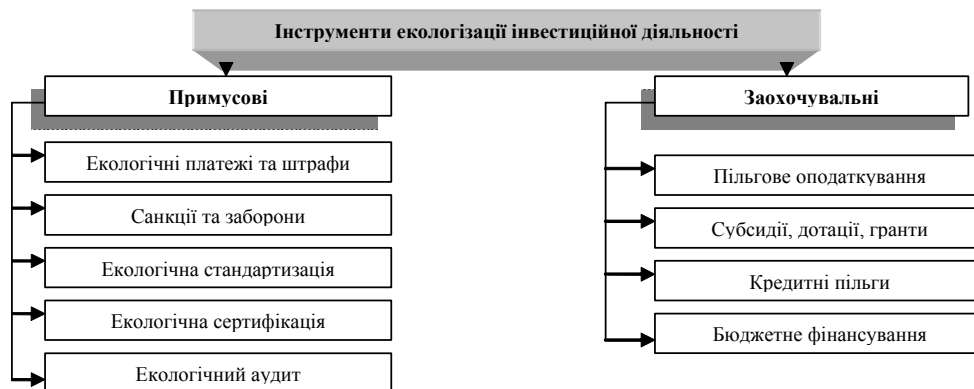 Інструменти екологізації інвестиційної діяльності
Примусові
Екологічні платежі та штрафи
Санкції та заборони
Екологічна стандартизація
Екологічна сертифікація
Екологічний аудит
Заохочувальні
Пільгове оподаткування
Субсидії, дотації, гранти
Кредитні пільги
Бюджетне фінансування